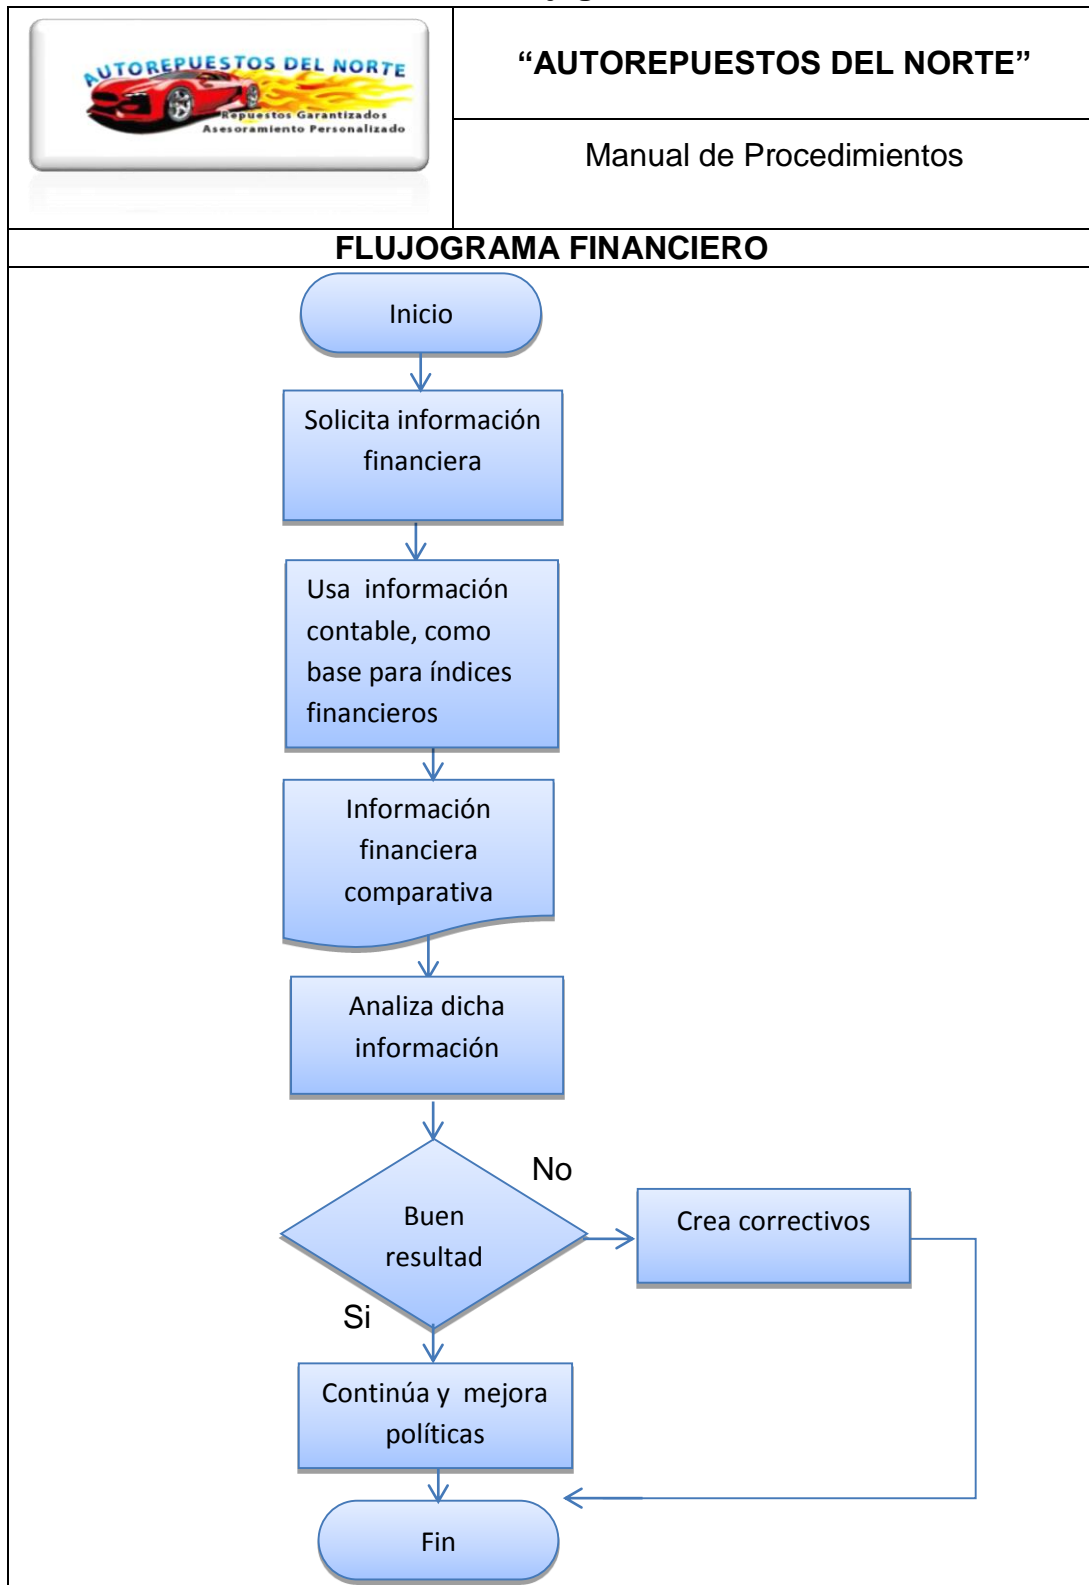 AUTOREPUESTOS DEL NORTE
Repuestos Garantizados
Asesoramiento Personalizado
“AUTOREPUESTOS DEL NORTE”
Manual de Procedimientos
FLUJOGRAMA FINANCIERO
Inicio
Solicita información
financiera
Usa información
contable, como
base para índices
financieros
Información
financiera
comparativa
Analiza dicha
información
No
Buen
resultad
Crea correctivos
Si
Continúa y mejora
políticas
Fin